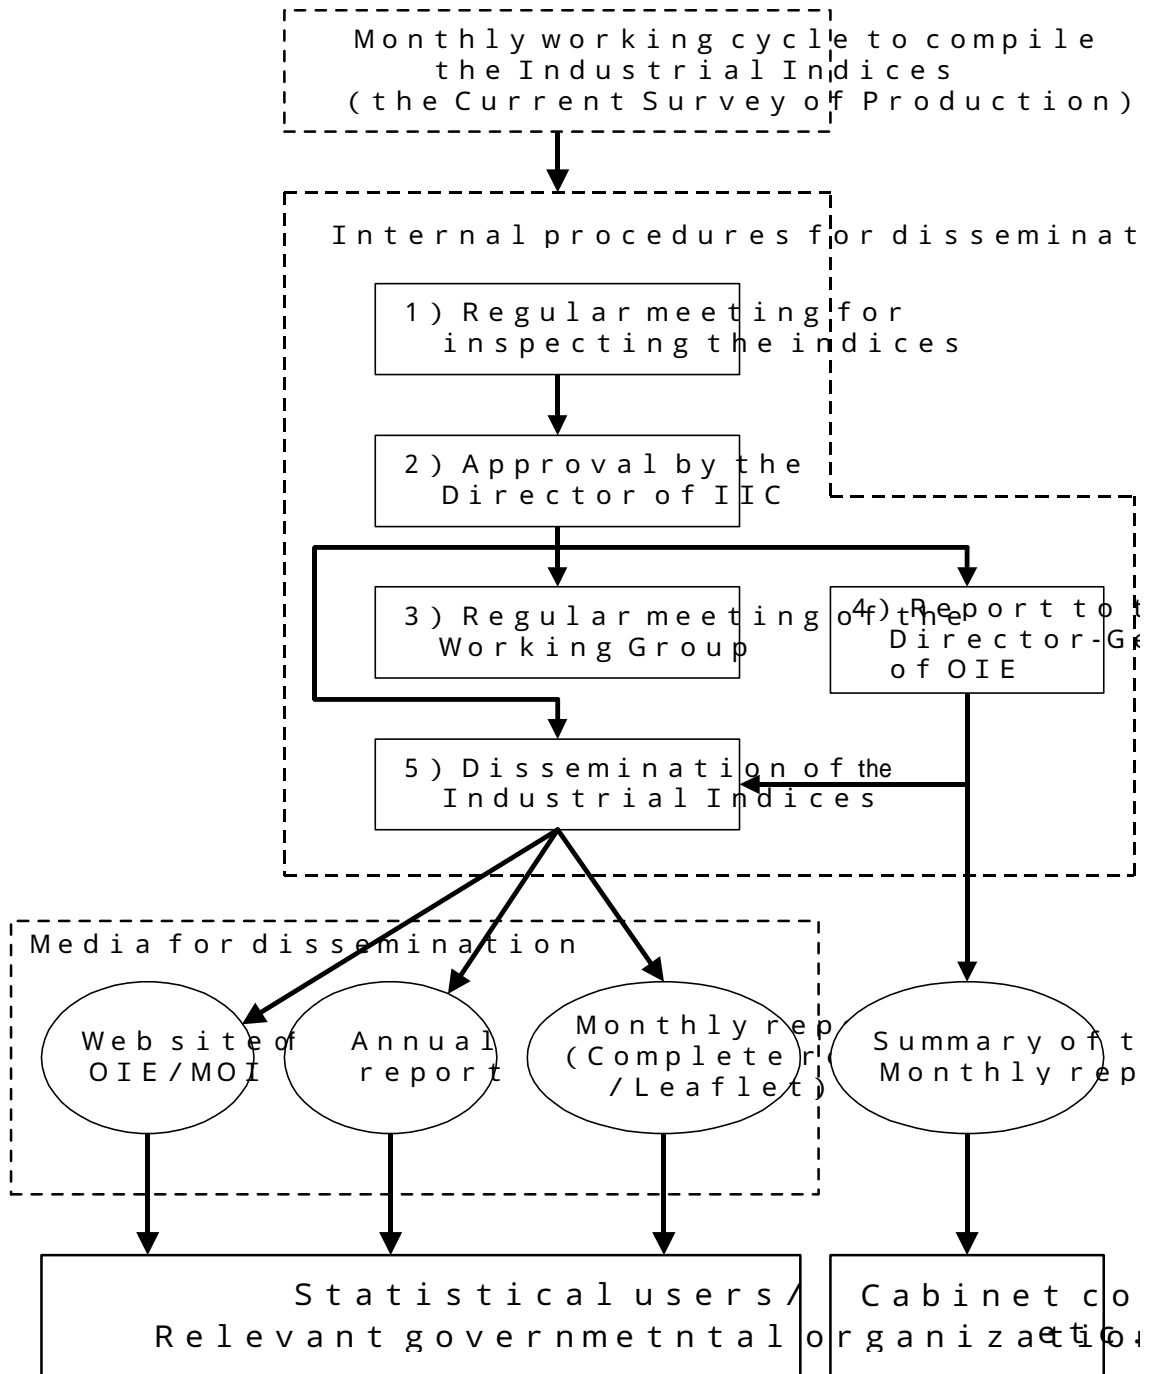 Monthly working cycle to compile
the Industrial Indices
(the Current Survey of Production)
Internal procedures for disseminat
1) Regular meeting for
inspecting the indices
2) Approval by the
Director of IIC
3) Regular meeting of the
Working Group
4) Report to t
Director-Ge
of OIE
5) Dissemination of the
Industrial Indices
Media for dissemination
Web site of
OIE/MOI
Annual
report
Monthly rep
(Complete re
/Leaflet)
Summary of t
Monthly rep
Statistical users/
Relevant governmetntal organization
Cabinet co
etc.